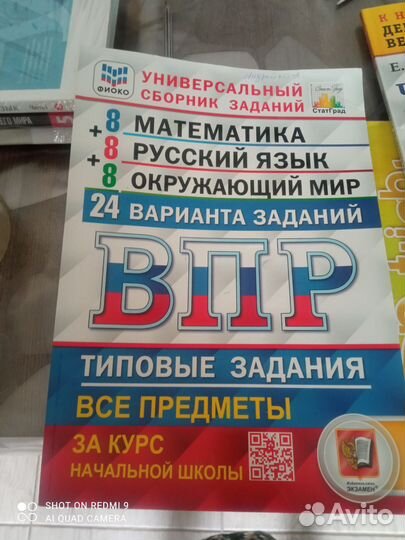 ФИОКО
УНИВЕРСАЛЬНЫЙ
СБОРНИК ЗАДАНИЙ
СтатГрад
+8 МАТЕМАТИКА
+8 РУССКИЙ ЯЗЫК
8 ОКРУЖАЮЩИЙ МИР
24 ВАРИАНТА ЗАДАНИЙ
ВПР
ТИПОВЫЕ ЗАДАНИЯ
ВСЕ ПРЕДМЕТЫ
ЗА КУРС
НАЧАЛЬНОЙ ШКОЛЫ
Издательство
ЭКЗАМЕН
SHOT ON REDMI 9
AI QUAD CAMERA
Avito